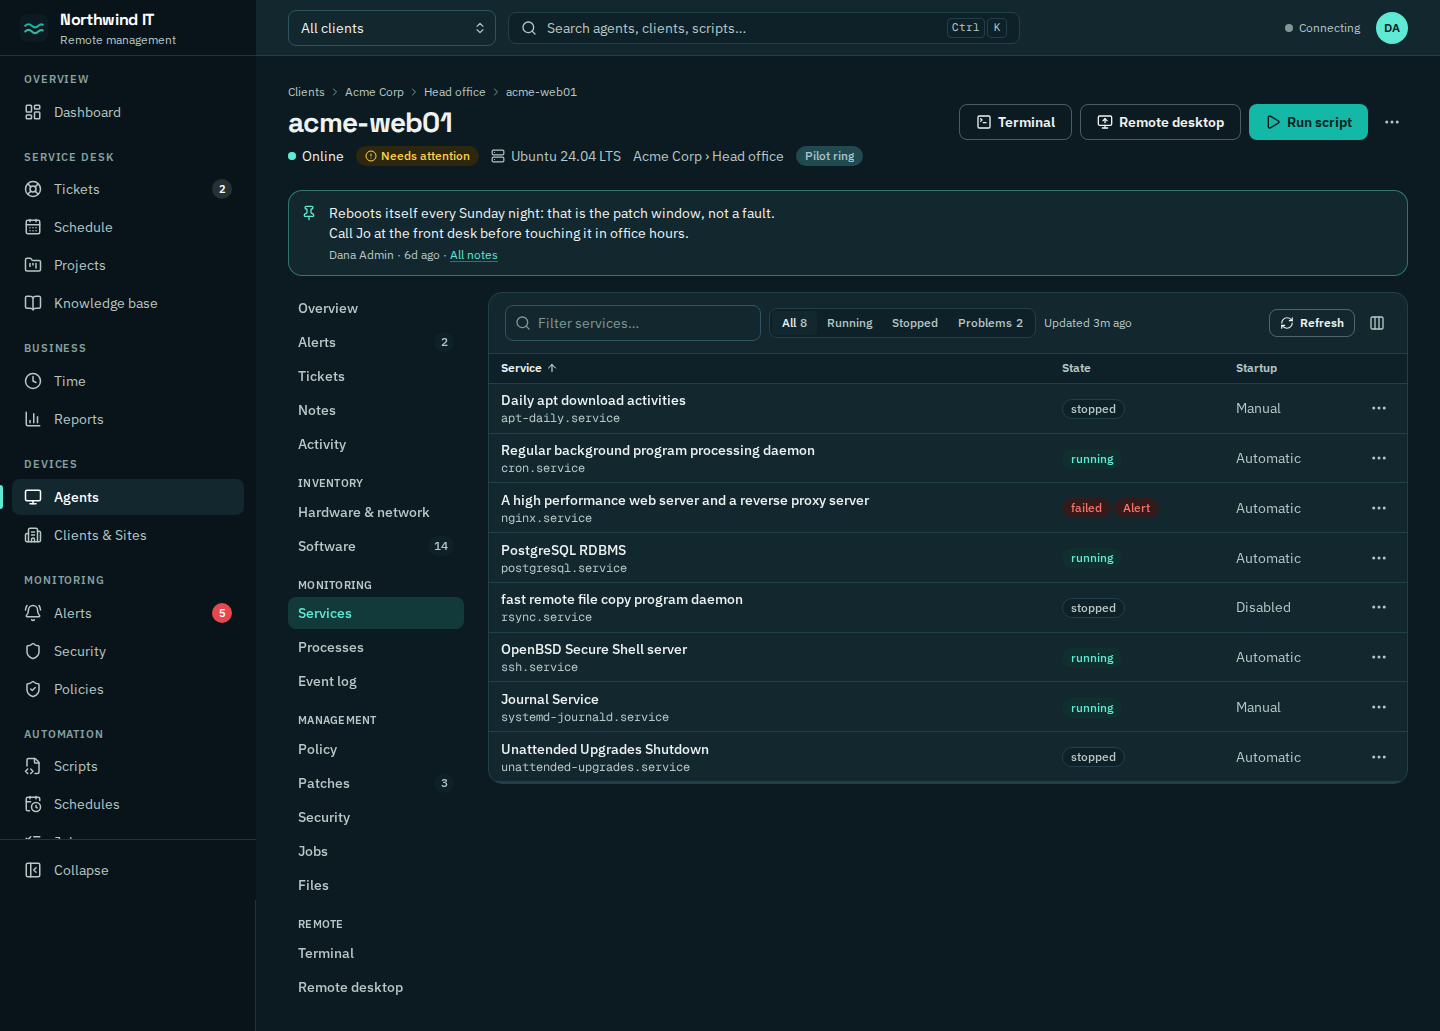 Northwind IT
Remote management
All clients
Search agents, clients, scripts...
Ctrl K
Connecting
DA
OVERVIEW
Dashboard
SERVICE DESK
Tickets 2
Schedule
Projects
Knowledge base
BUSINESS
Time
Reports
DEVICES
Agents
Clients & Sites
MONITORING
Alerts 5
Security
Policies
AUTOMATION
Scripts
Schedules
Collapse
Clients > Acme Corp > Head office > acme-web01
acme-web01
Terminal
Remote desktop
Run script
Online
Needs attention
Ubuntu 24.04 LTS
Acme Corp › Head office
Pilot ring
Reboots itself every Sunday night: that is the patch window, not a fault.
Call Jo at the front desk before touching it in office hours.
Dana Admin · 6d ago · All notes
Overview
Alerts 2
Tickets
Notes
Activity
INVENTORY
Hardware & network
Software 14
MONITORING
Services
Processes
Event log
MANAGEMENT
Policy
Patches 3
Security
Jobs
Files
REMOTE
Terminal
Remote desktop
Filter services...
All 8
Running
Stopped
Problems 2
Updated 3m ago
Refresh
Service ↑ State Startup
Daily apt download activities
apt-daily.service
stopped
Manual
Regular background program processing daemon
cron.service
running
Automatic
A high performance web server and a reverse proxy server
nginx.service
failed Alert
Automatic
PostgreSQL RDBMS
postgresql.service
running
Automatic
fast remote file copy program daemon
rsync.service
stopped
Disabled
OpenBSD Secure Shell server
ssh.service
running
Automatic
Journal Service
systemd-journald.service
running
Manual
Unattended Upgrades Shutdown
unattended-upgrades.service
stopped
Automatic